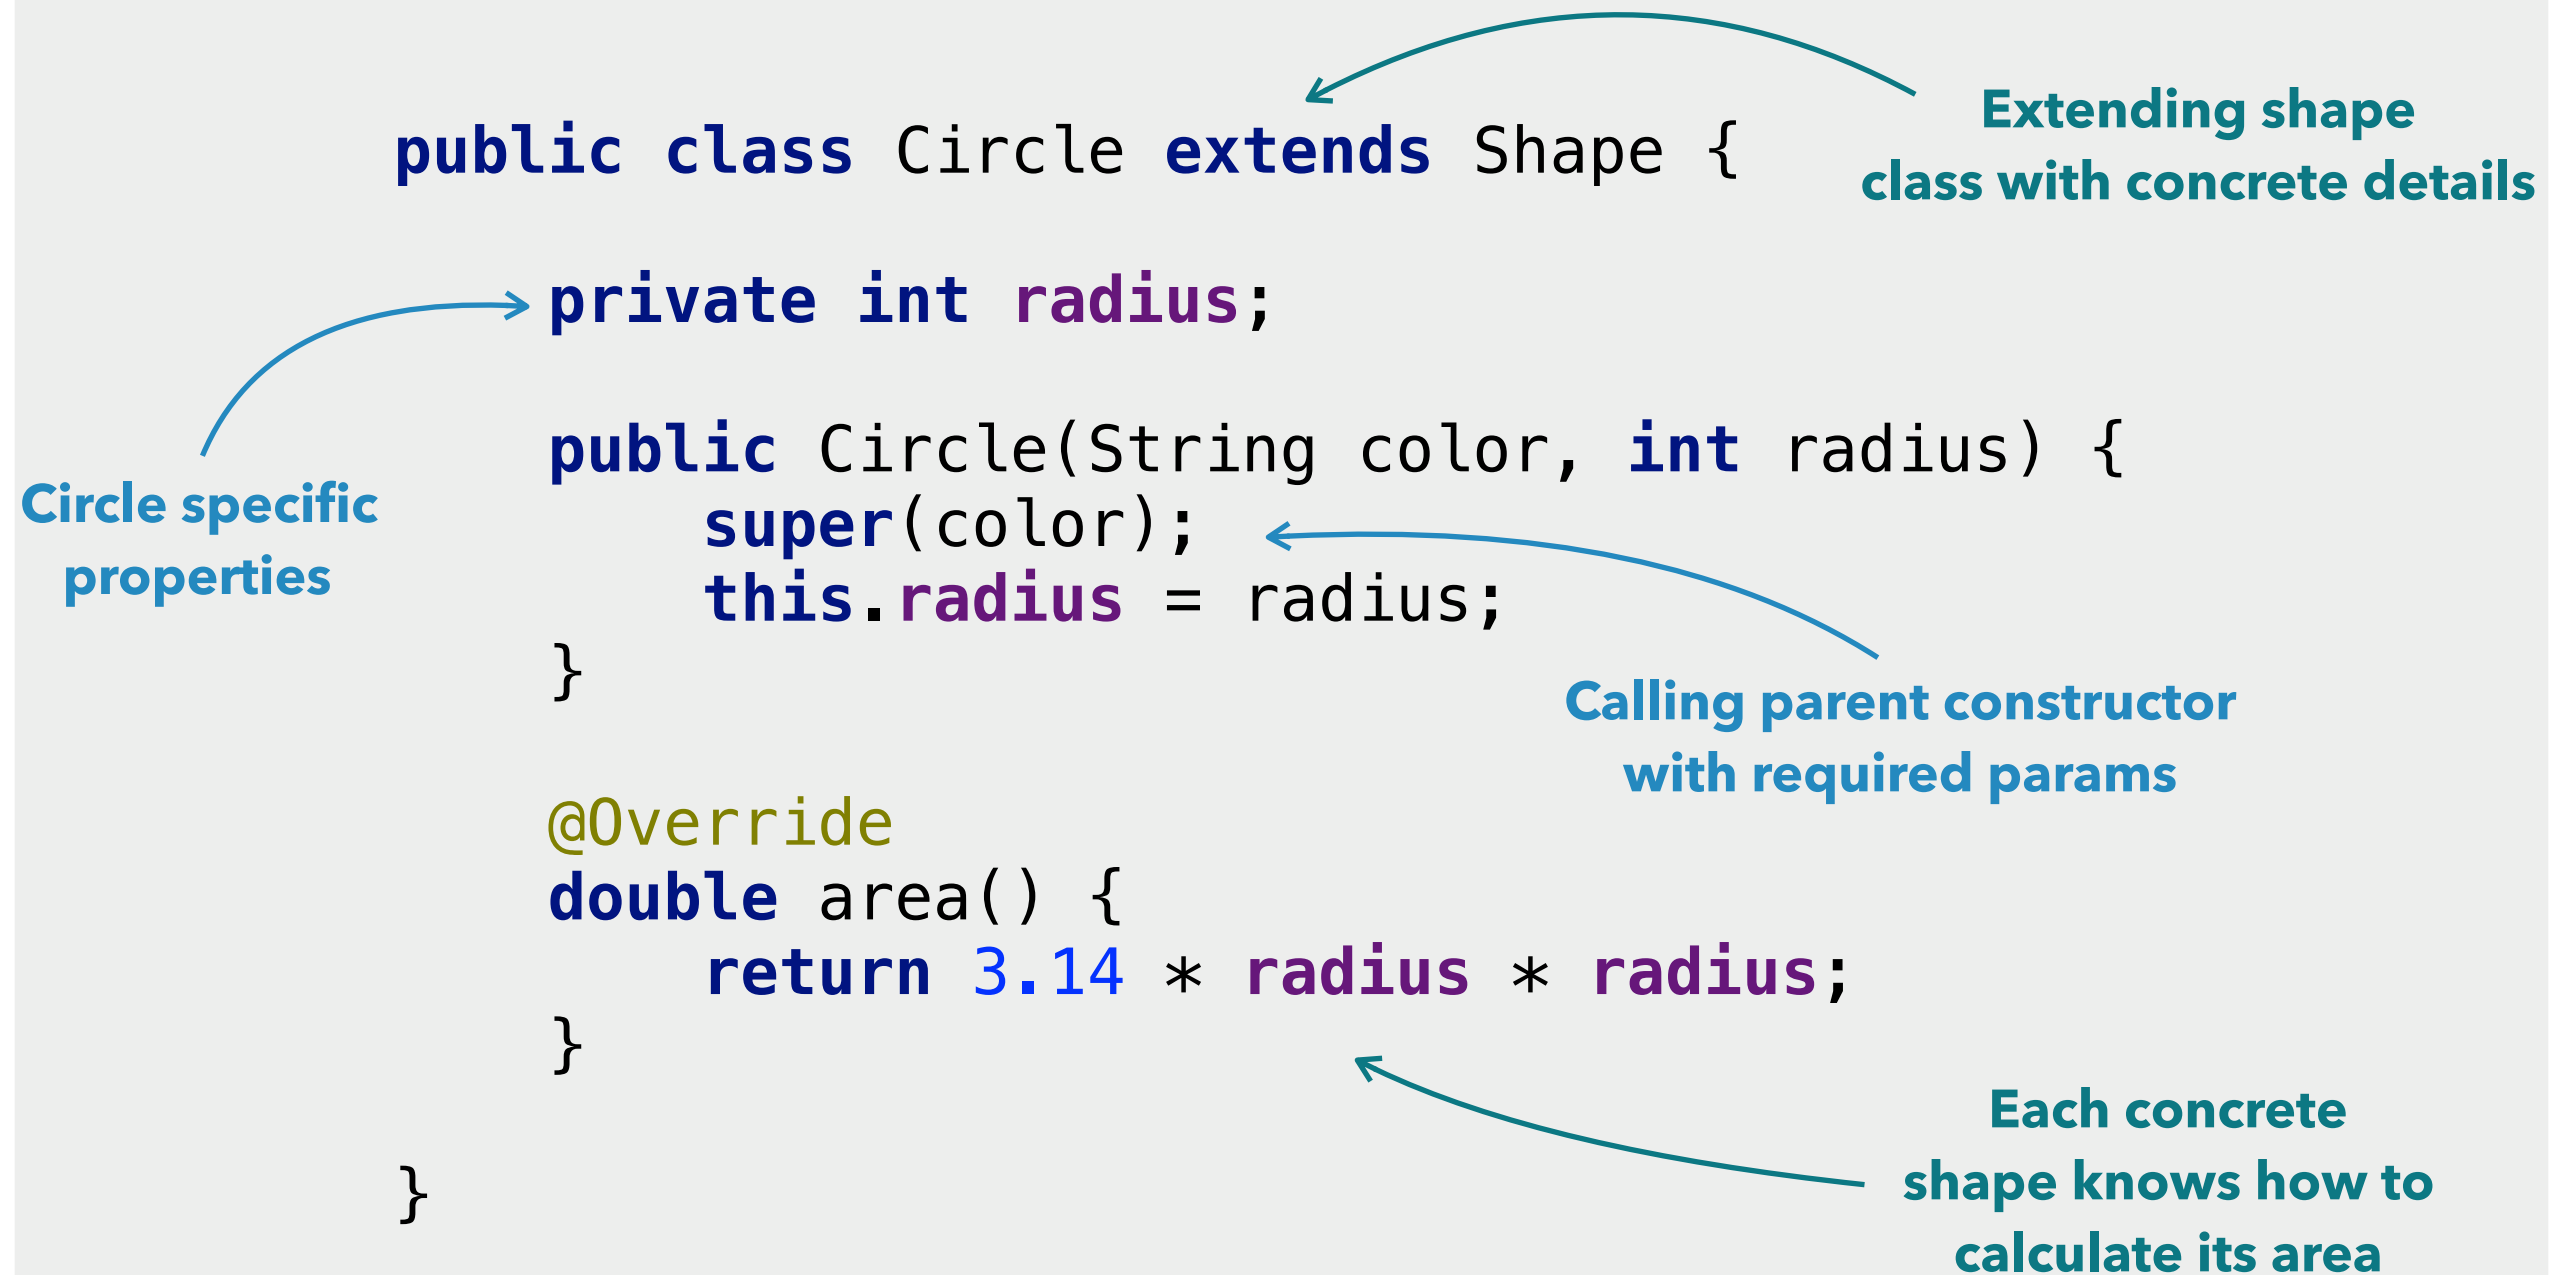 public class Circle extends Shape {
Extending shape
class with concrete details
private int radius;
Circle specific
properties
public Circle(String color, int radius) {
super(color);
this.radius = radius;
}
Calling parent constructor
with required params
@Override
double area() {
return 3.14 * radius * radius;
}
Each concrete
shape knows how to
calculate its area
}